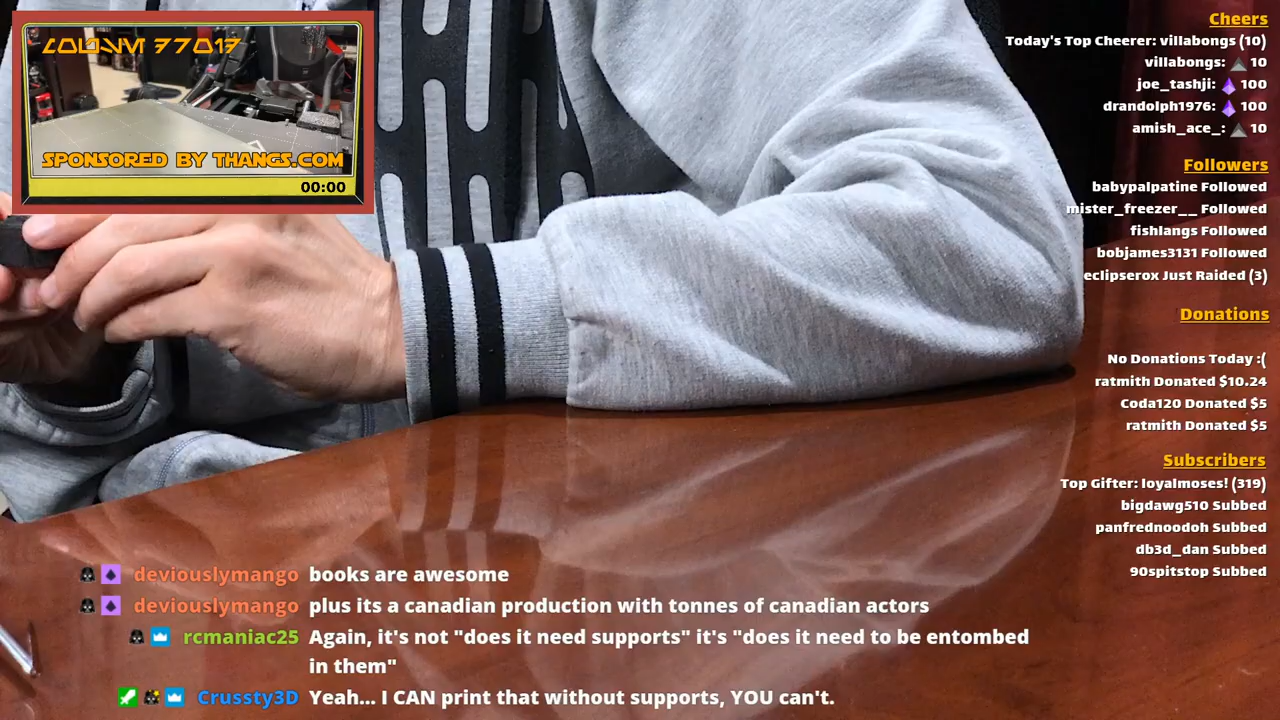 SPONSORED BY THANGS.COM
00:00
Cheers
Today's Top Cheerer: villabongs (10)
villabongs: 10
joe_tashji: 100
drandolph1976: 100
amish_ace_: 10
Followers
babypalpatine Followed
mister_freezer__ Followed
fishlangs Followed
bobjames3131 Followed
eclipserox Just Raided (3)
Donations
No Donations Today :(
ratmith Donated $10.24
Coda120 Donated $5
ratmith Donated $5
Subscribers
Top Gifter: loyalmoses! (319)
bigdawg510 Subbed
panfrednoodoh Subbed
db3d_dan Subbed
90spitstop Subbed
deviouslymango books are awesome
deviouslymango plus its a canadian production with tonnes of canadian actors
rcmaniac25 Again, it's not "does it need supports" it's "does it need to be entombed
in them"
Crussty3D Yeah... I CAN print that without supports, YOU can't.